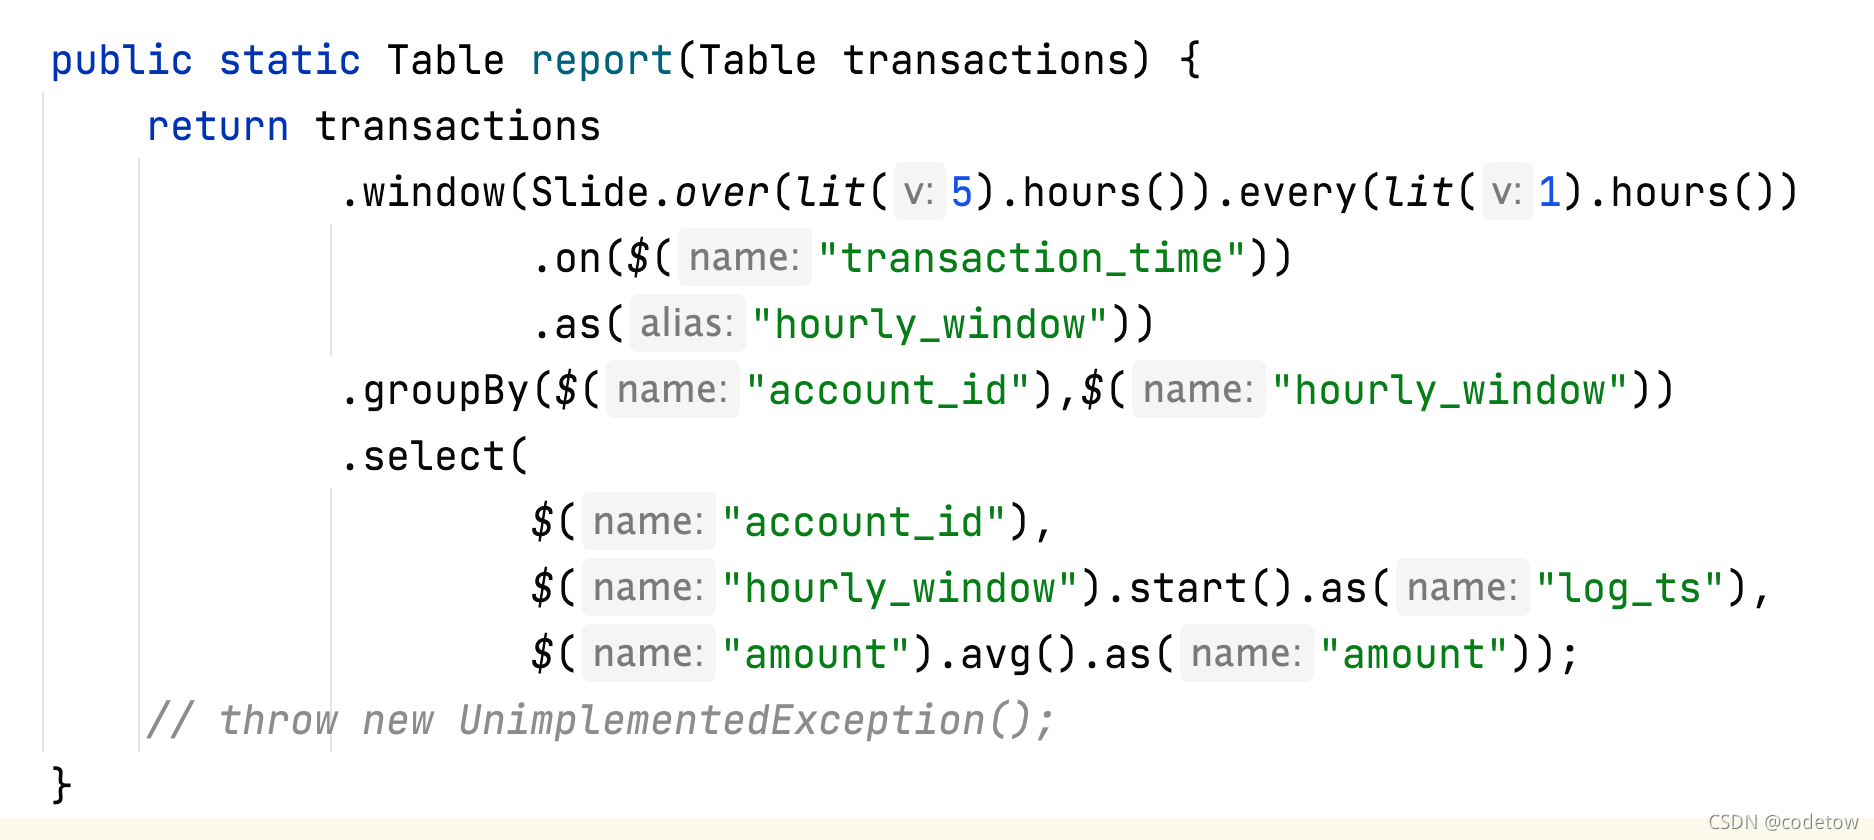 public static Table report(Table transactions) {
return transactions
.window(Slide.over(lit( v: 5).hours()).every(lit( v: 1).hours())
.on($( name: "transaction_time"))
.as( alias: "hourly_window"))
.groupBy($( name: "account_id"),$( name: "hourly_window"))
.select(
$( name: "account_id"),
$( name: "hourly_window").start().as( name: "log_ts"),
$( name: "amount").avg().as( name: "amount"));
// throw new UnimplementedException();
}
CSDN @codetow